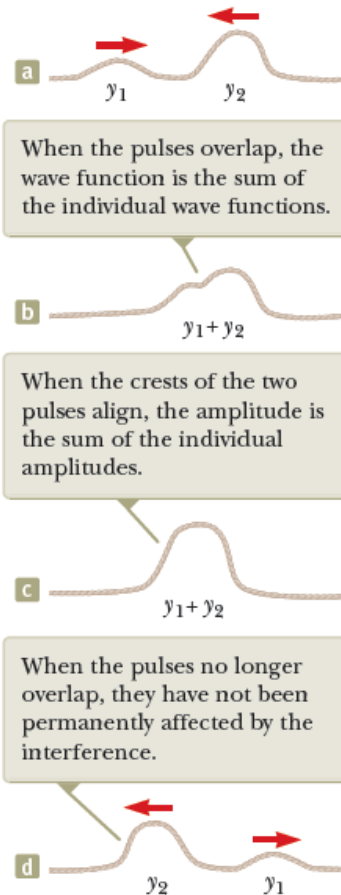 a
y₁ y₂
When the pulses overlap, the
wave function is the sum of
the individual wave functions.
b
y₁+ y₂
When the crests of the two
pulses align, the amplitude is
the sum of the individual
amplitudes.
c
y₁+ y₂
When the pulses no longer
overlap, they have not been
permanently affected by the
interference.
d
y₂ y₁